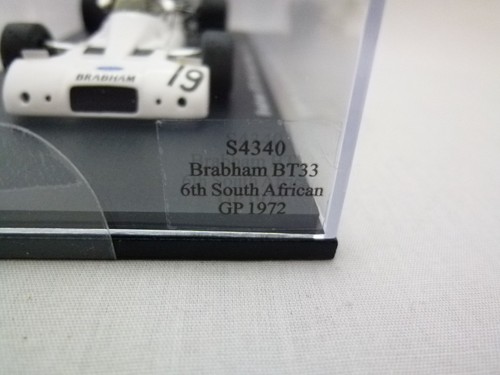 BRABHAM
19
S4340
Brabham BT33
6th South African
GP 1972